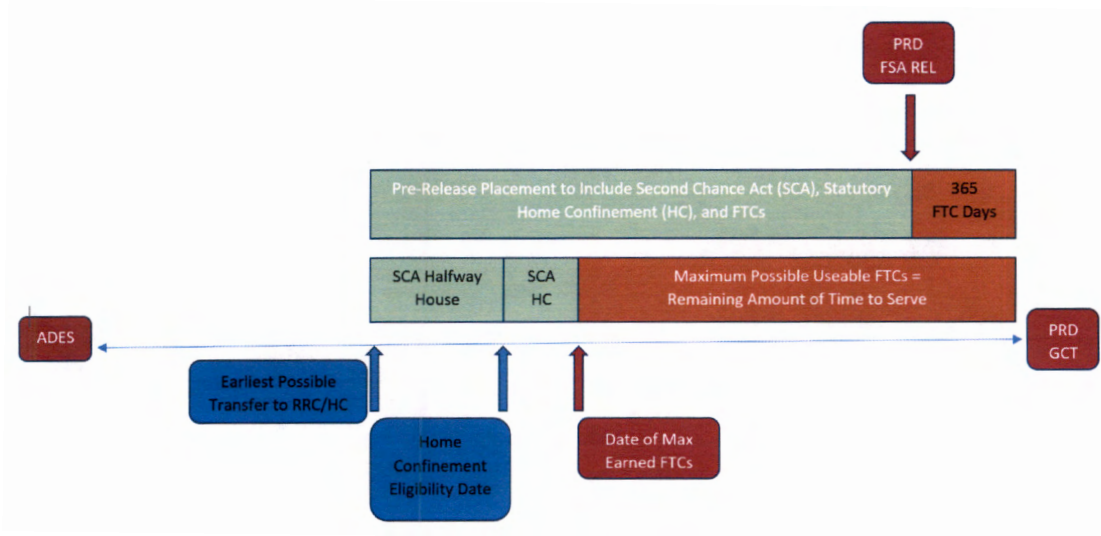 PRD
FSA REL
Pre-Release Placement to Include Second Chance Act (SCA), Statutory
Home Confinement (HC), and FTCs
365
FTC Days
SCA Halfway
House
SCA
HC
Maximum Possible Useable FTCs =
Remaining Amount of Time to Serve
ADES
PRD
GCT
Earliest Possible
Transfer to RRC/HC
Home
Confinement
Eligibility Date
Date of Max
Earned FTCs